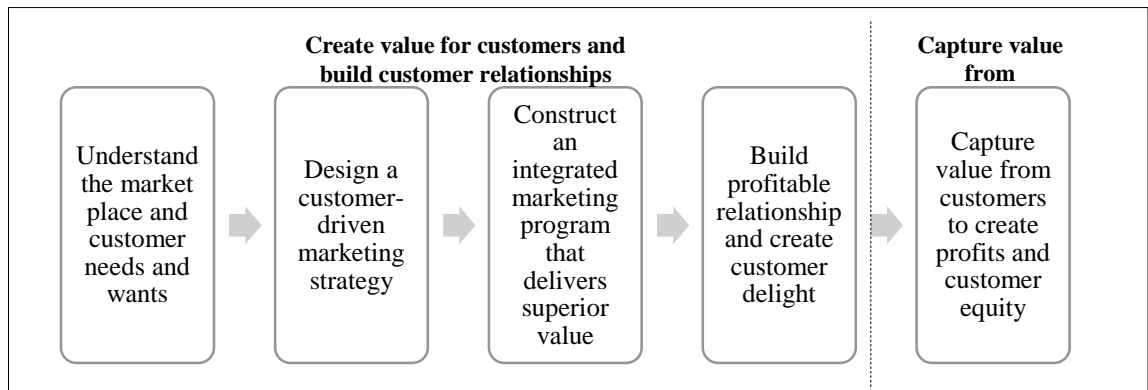 Create value for customers and
build customer relationships
Capture value
from
Understand
the market
place and
customer
needs and
wants
Design a
customer-
driven
marketing
strategy
Construct
an
integrated
marketing
program
that
delivers
superior
value
Build
profitable
relationship
and create
customer
delight
Capture
value from
customers
to create
profits and
customer
equity